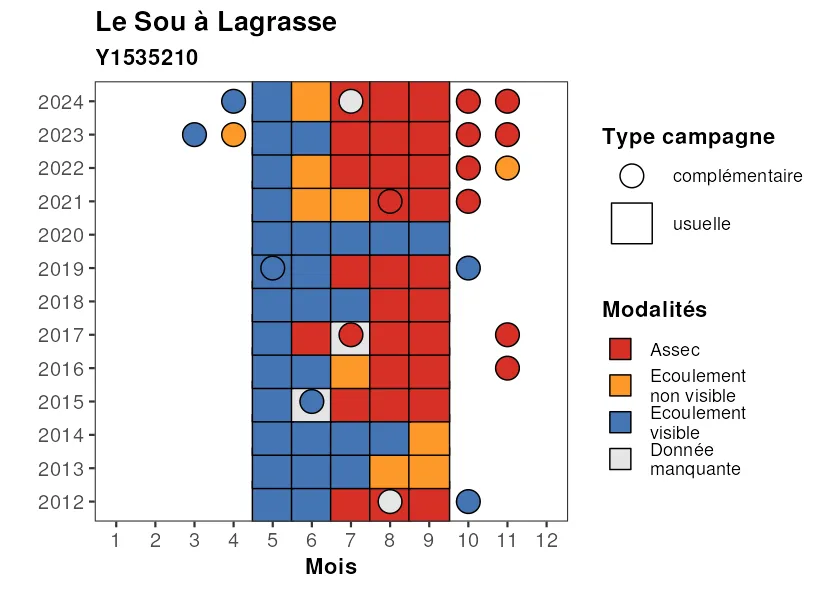 Le Sou à Lagrasse
Y1535210
2024
2023
2022
2021
2020
2019
2018
2017
2016
2015
2014
2013
2012
1 2 3 4 5 6 7 8 9 10 11 12
Mois
Type campagne
complémentaire
usuelle
Modalités
Assec
Ecoulement
non visible
Ecoulement
visible
Donnée
manquante